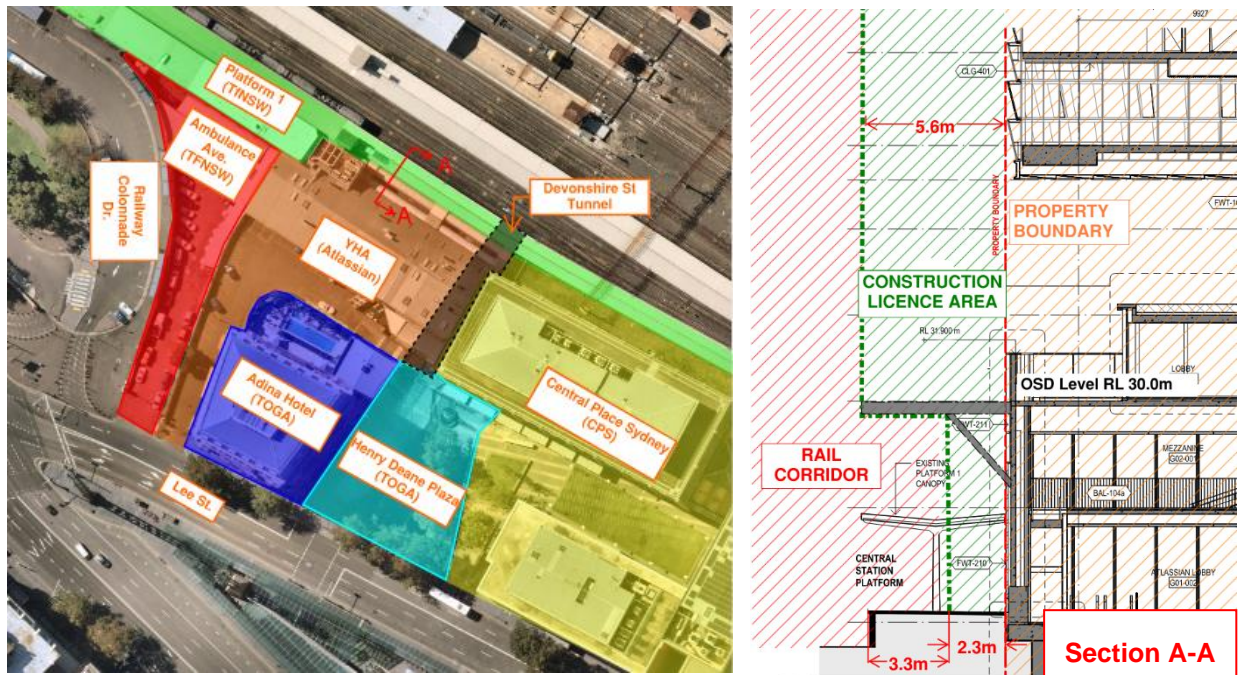 Platform 1
(TfNSW)
Ambulance
Ave.
(TFNSW)
Railway
Colonnade
Dr.
A
A
Devonshire St
Tunnel
YHA
(Atlassian)
Adina Hotel
(TOGA)
Henry Deane Plaza
(TOGA)
Central Place Sydney
(CPS)
Lee St.
9927
CLG-401
5.6m
PROPERTY BOUNDARY
PROPERTY
BOUNDARY
CONSTRUCTION
LICENCE AREA
RL 31.900 m
LOBBY
OSD Level RL 30.0m
FWT-211
RAIL
CORRIDOR
EXISTING
PLATFORM 1
CANOPY
MEZZANINE
G02-001
BAL-104a
CENTRAL
STATION
PLATFORM
FWT-210
ATLASSIAN LOBBY
G01-002
3.3m
2.3m
Section A-A